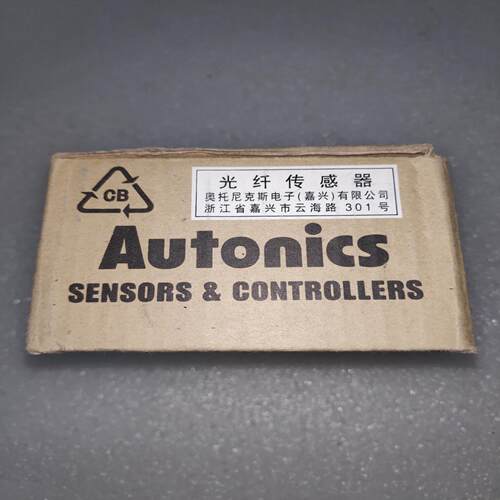 CB
光纤传感器
奥托尼克斯电子(嘉兴)有限公司
浙江省嘉兴市云海路 301 号
Autonics
SENSORS & CONTROLLERS